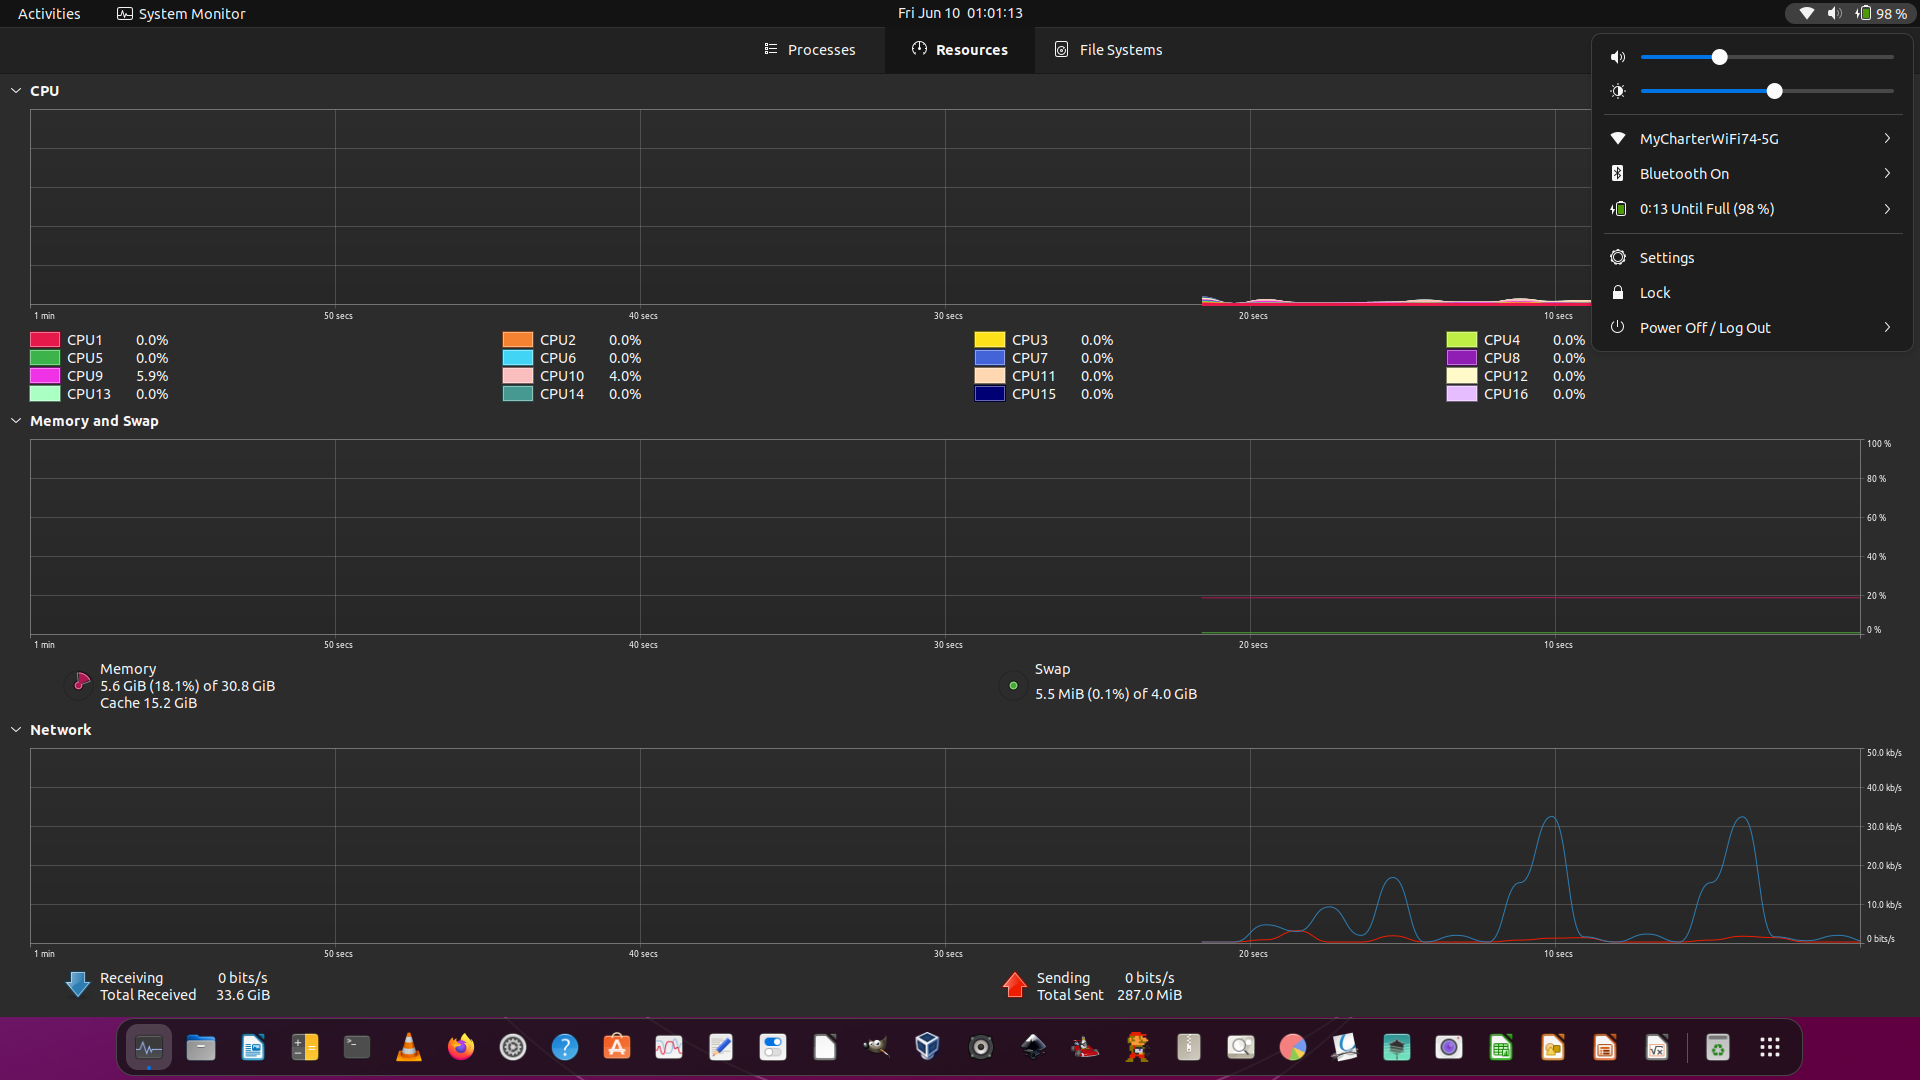 Activities
System Monitor
Fri Jun 10 01:01:13
98 %
Processes
Resources
File Systems
MyCharterWiFi74-5G
Bluetooth On
0:13 Until Full (98 %)
Settings
Lock
Power Off / Log Out
CPU
1 min 50 secs 40 secs 30 secs 20 secs 10 secs
CPU1 0.0% CPU2 0.0% CPU3 0.0% CPU4 0.0%
CPU5 0.0% CPU6 0.0% CPU7 0.0% CPU8 0.0%
CPU9 5.9% CPU10 4.0% CPU11 0.0% CPU12 0.0%
CPU13 0.0% CPU14 0.0% CPU15 0.0% CPU16 0.0%
Memory and Swap
100 %
80 %
60 %
40 %
20 %
0 %
1 min 50 secs 40 secs 30 secs 20 secs 10 secs
Memory
5.6 GiB (18.1%) of 30.8 GiB
Cache 15.2 GiB
Swap
5.5 MiB (0.1%) of 4.0 GiB
Network
50.0 kb/s
40.0 kb/s
30.0 kb/s
20.0 kb/s
10.0 kb/s
0 bits/s
1 min 50 secs 40 secs 30 secs 20 secs 10 secs
Receiving 0 bits/s
Total Received 33.6 GiB
Sending 0 bits/s
Total Sent 287.0 MiB